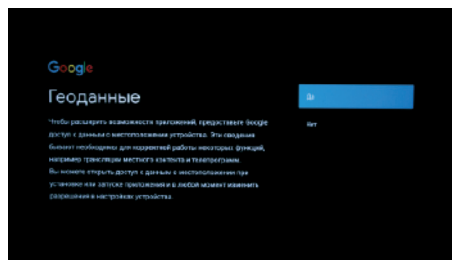 Google
Геоданные
Чтобы расширить возможности приложений, предоставьте Google
доступ к данным о местоположении устройства. Эти сведения
бывают необходимы для корректной работы некоторых функций,
например трансляции местного контента и телепрограмм.
Вы можете открыть доступ к данным о местоположении при
установке или запуске приложения и в любой момент изменить
разрешения в настройках устройства.
Да
Нет